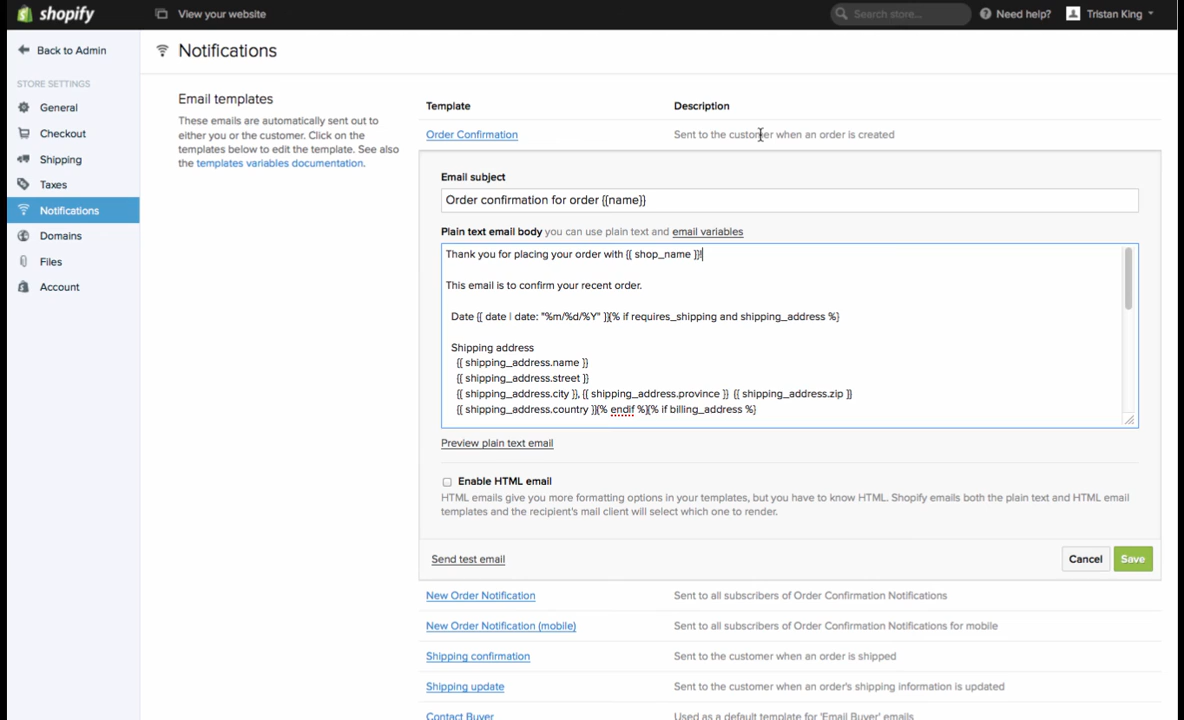 shopify
View your website
Search store...
Need help?
Tristan King
Back to Admin
Notifications
STORE SETTINGS
General
Checkout
Shipping
Taxes
Notifications
Domains
Files
Account
Email templates
These emails are automatically sent out to
either you or the customer. Click on the
templates below to edit the template. See also
the templates variables documentation.
Template Description
Order Confirmation Sent to the customer when an order is created
Email subject
Order confirmation for order {{name}}
Plain text email body you can use plain text and email variables
Thank you for placing your order with {{ shop_name }}!
This email is to confirm your recent order.
Date {{ date | date: "%m/%d/%Y" }}{% if requires_shipping and shipping_address %}
Shipping address
{{ shipping_address.name }}
{{ shipping_address.street }}
{{ shipping_address.city }}, {{ shipping_address.province }} {{ shipping_address.zip }}
{{ shipping_address.country }}{% endif %}{% if billing_address %}
Preview plain text email
Enable HTML email
HTML emails give you more formatting options in your templates, but you have to know HTML. Shopify emails both the plain text and HTML email
templates and the recipient's mail client will select which one to render.
Send test email
Cancel
Save
New Order Notification Sent to all subscribers of Order Confirmation Notifications
New Order Notification (mobile) Sent to all subscribers of Order Confirmation Notifications for mobile
Shipping confirmation Sent to the customer when an order is shipped
Shipping update Sent to the customer when an order's shipping information is updated
Contact Buyer Used as a default template for 'Email Buyer' emails